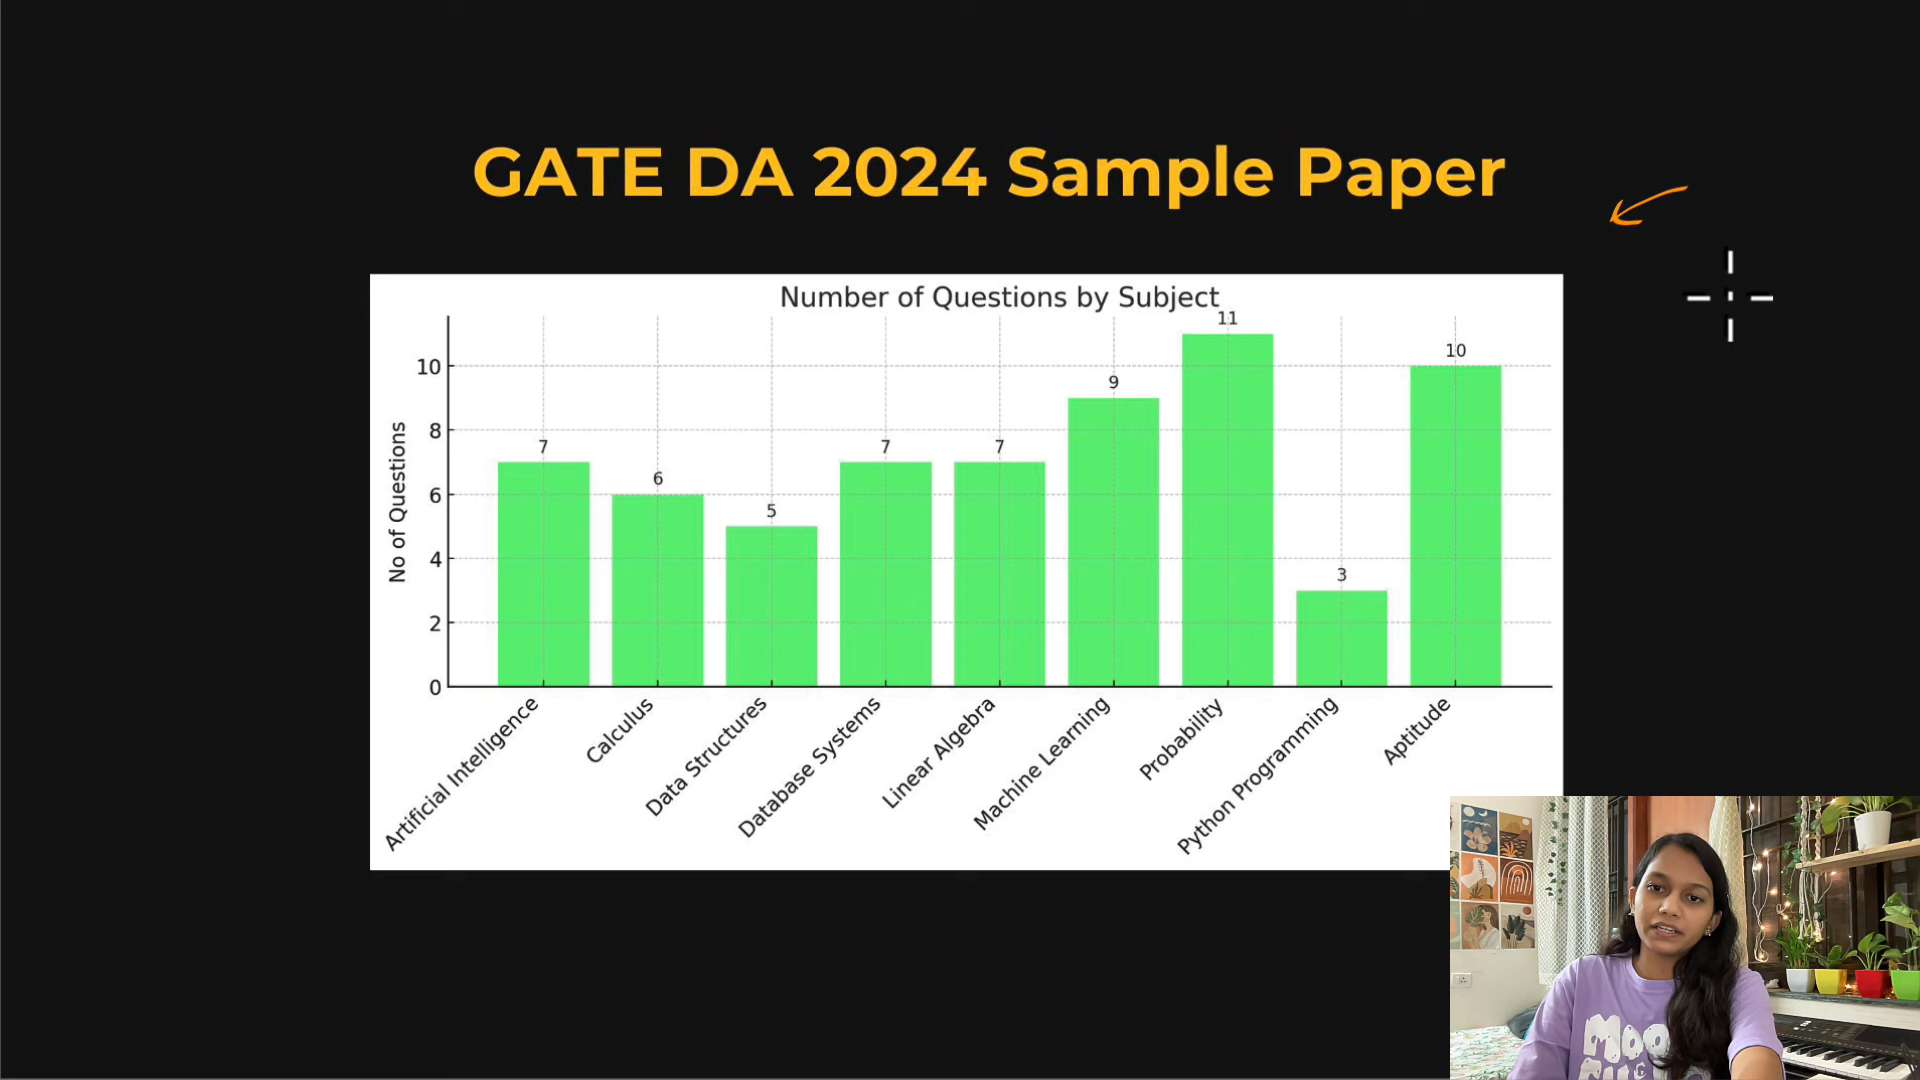 GATE DA 2024 Sample Paper
Number of Questions by Subject
No of Questions
10
8
6
4
2
0
7
6
5
7
7
9
11
3
10
Artificial Intelligence
Calculus
Data Structures
Database Systems
Linear Algebra
Machine Learning
Probability
Python Programming
Aptitude
MOO